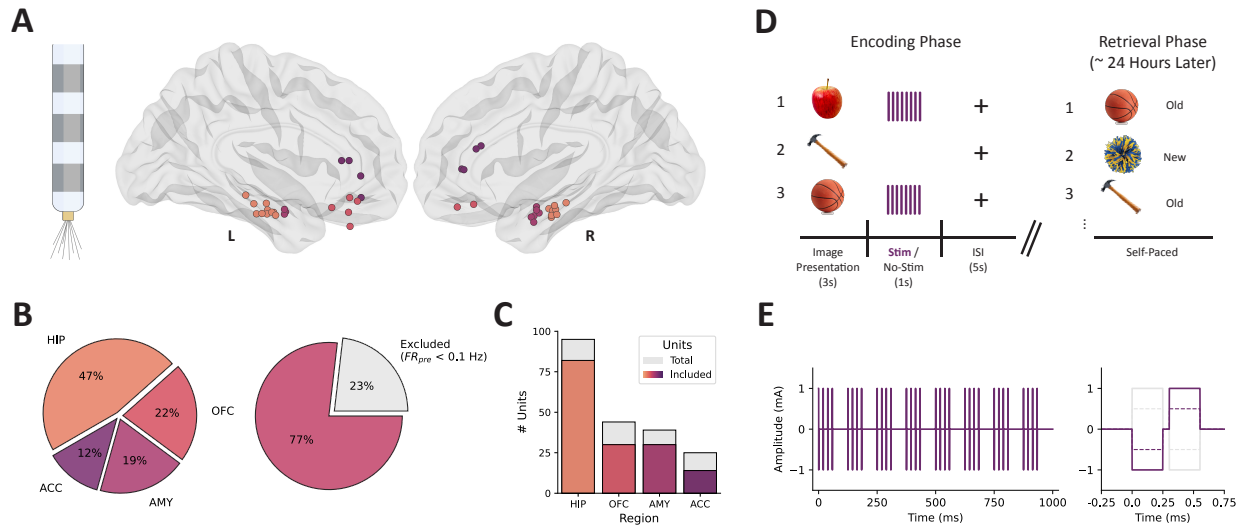 A
L
R
B
HIP
47%
22%
OFC
12%
19%
ACC
AMY
Excluded
(FRpre < 0.1 Hz)
23%
77%
C
100
75
50
25
0
# Units
Units
Total
Included
HIP
OFC
AMY
ACC
Region
D
Encoding Phase
1
+
2
+
3
+
Image
Presentation
(3s)
Stim /
No-Stim
(1s)
ISI
(5s)
Retrieval Phase
(~ 24 Hours Later)
1
Old
2
New
3
Old
...
Self-Paced
E
Amplitude (mA)
1
0
−1
0
250
500
750
1000
Time (ms)
1
0
−1
-0.25
0.0
0.25
0.5
0.75
Time (ms)